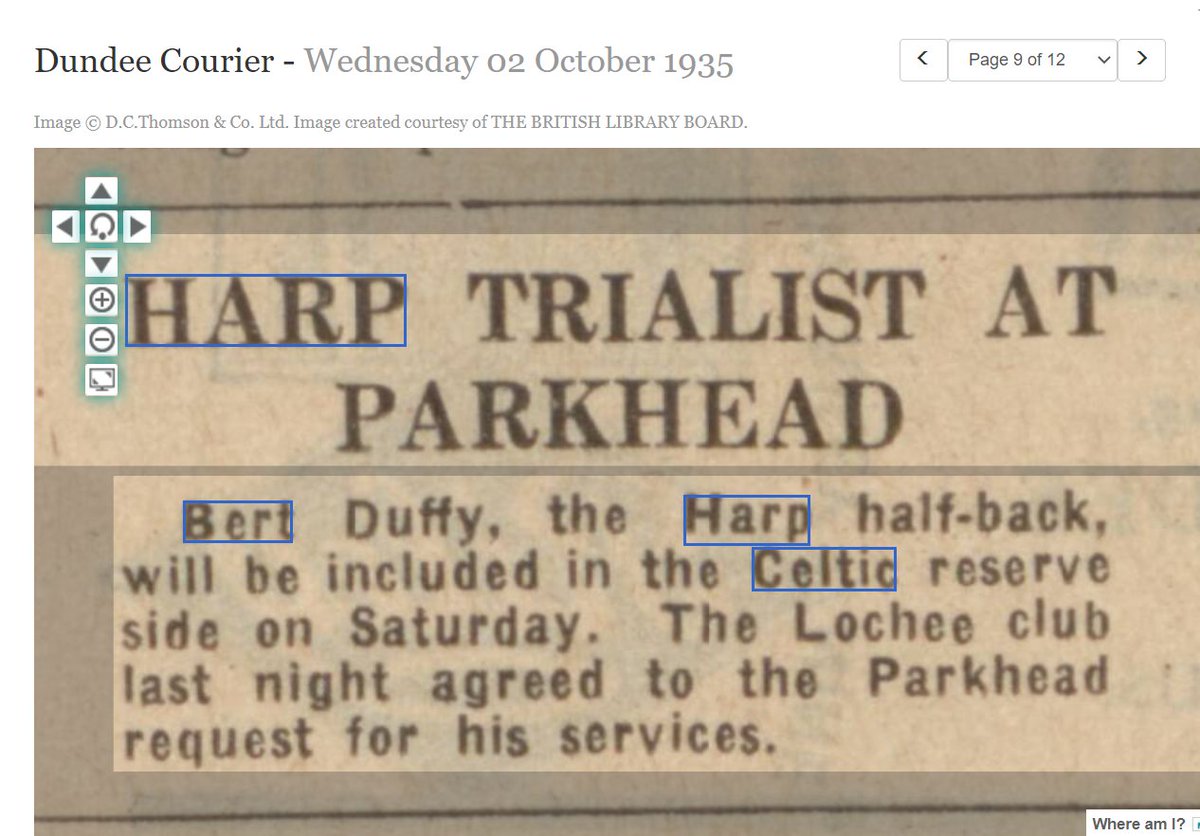 Dundee Courier - Wednesday 02 October 1935
Page 9 of 12
Image © D.C.Thomson & Co. Ltd. Image created courtesy of THE BRITISH LIBRARY BOARD.
HARP TRIALIST AT
PARKHEAD
Bert Duffy, the Harp half-back,
will be included in the Celtic reserve
side on Saturday. The Lochee club
last night agreed to the Parkhead
request for his services.
Where am I?